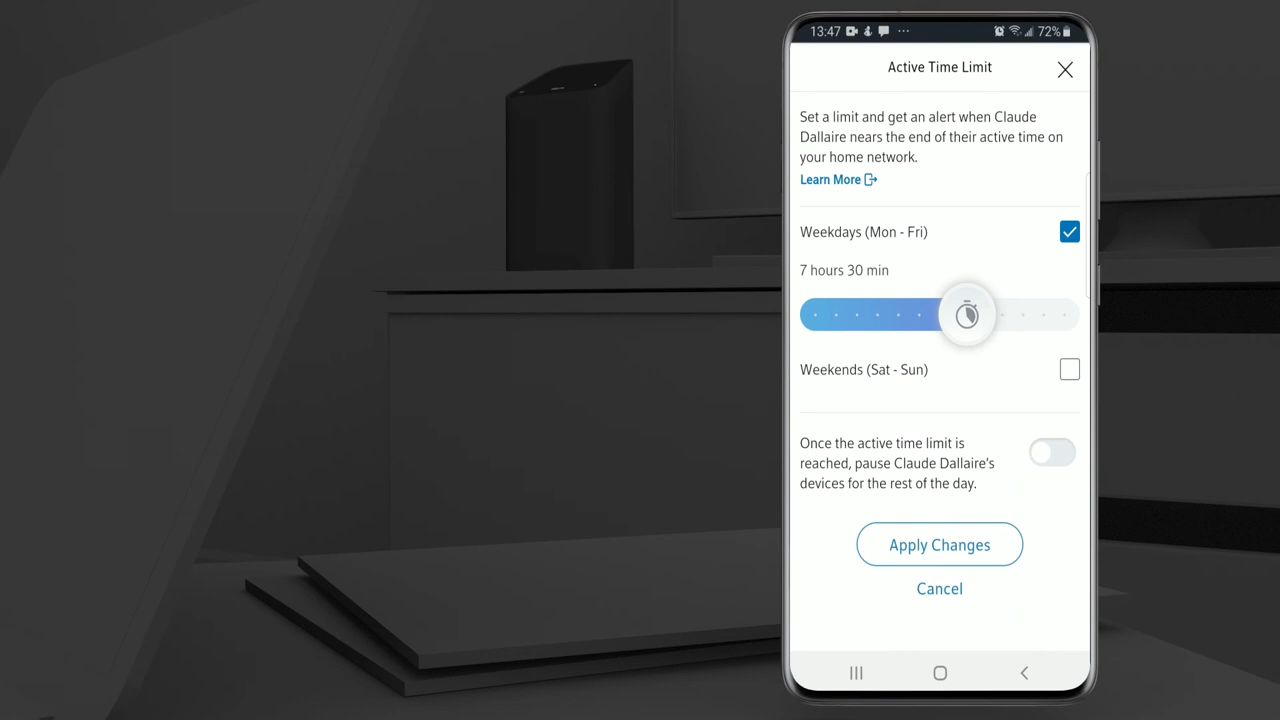 13:47 72%
Active Time Limit
Set a limit and get an alert when Claude
Dallaire nears the end of their active time on
your home network.
Learn More
Weekdays (Mon - Fri)
7 hours 30 min
Weekends (Sat - Sun)
Once the active time limit is
reached, pause Claude Dallaire's
devices for the rest of the day.
Apply Changes
Cancel